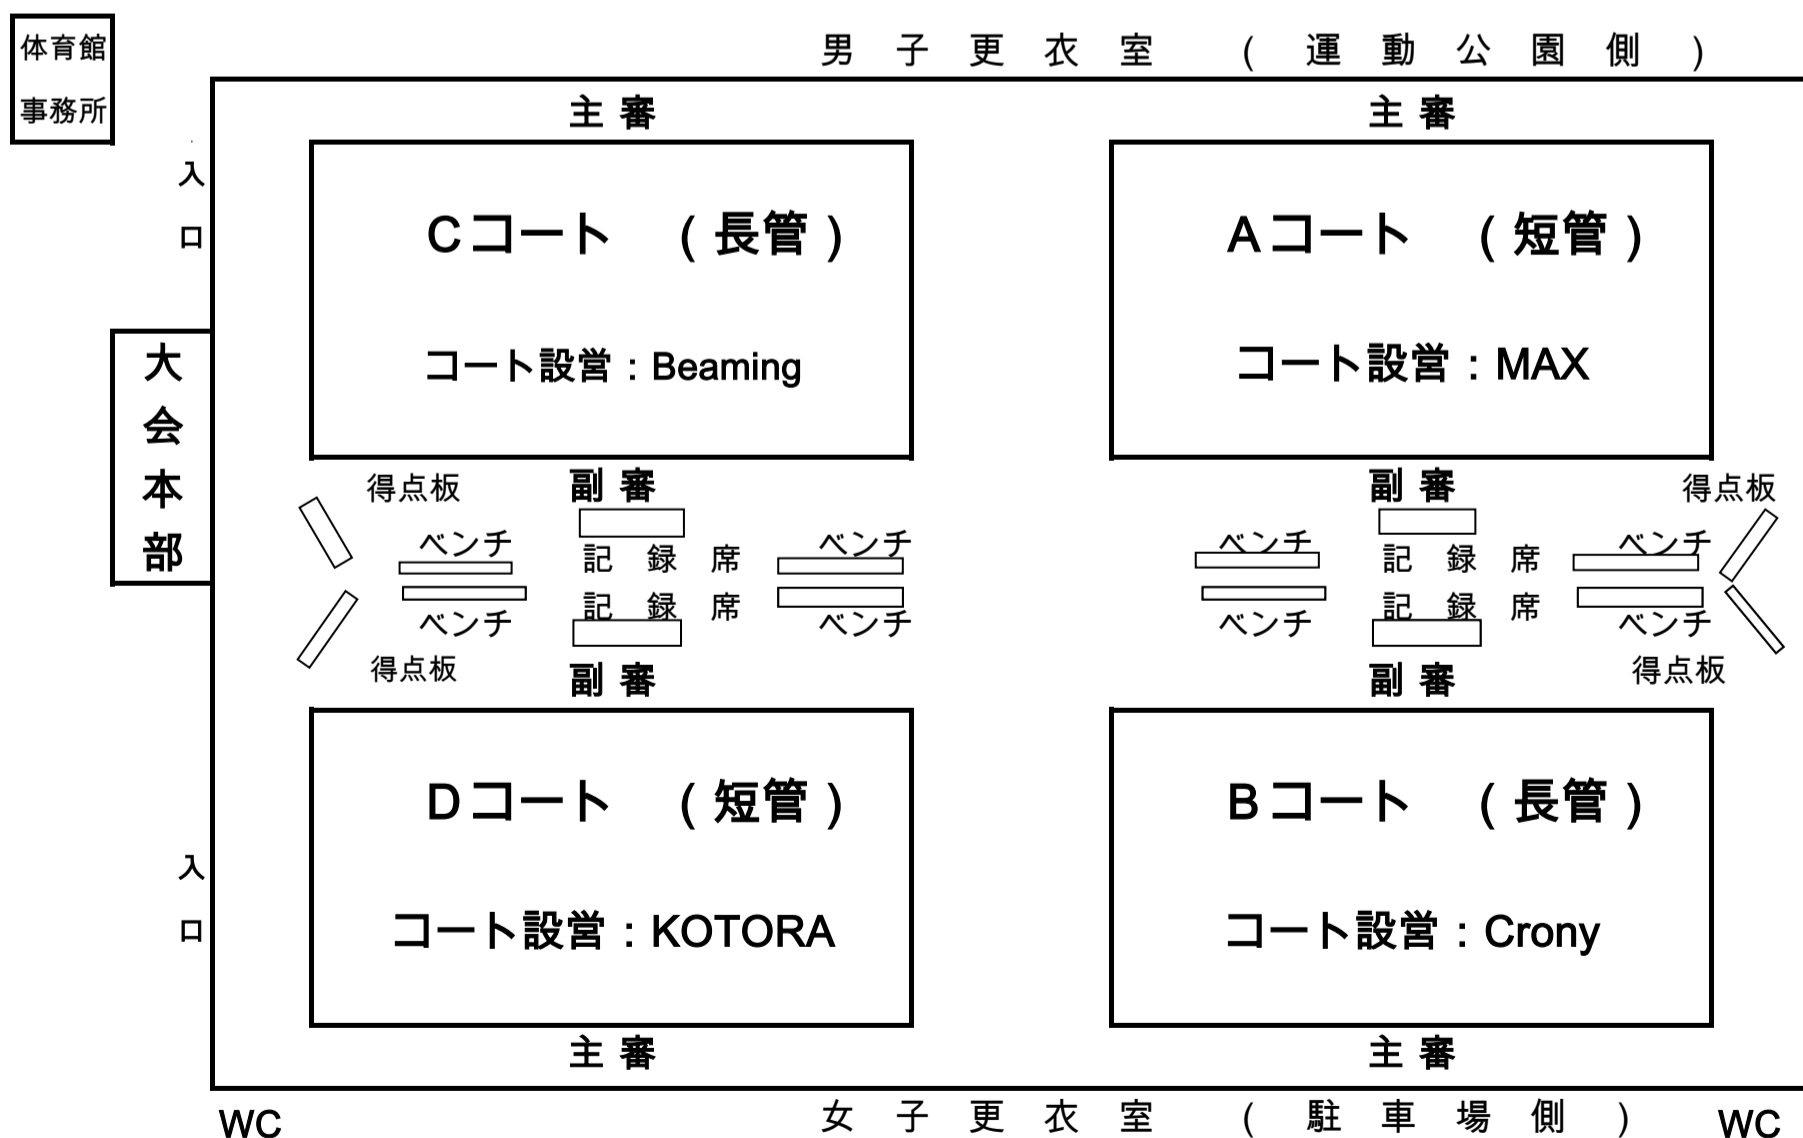 体育館
事務所
男子更衣室（運動公園側）
主審
主審
入
口
Cコート （長管）
コート設営：Beaming
Aコート （短管）
コート設営：MAX
大
会
本
部
得点板
副審
副審
得点板
ベンチ
ベンチ
ベンチ
ベンチ
記録席
記録席
記録席
記録席
ベンチ
ベンチ
ベンチ
ベンチ
得点板
副審
副審
得点板
Dコート （短管）
コート設営：KOTORA
Bコート （長管）
コート設営：Crony
入
口
主審
主審
WC
女子更衣室（駐車場側）
WC